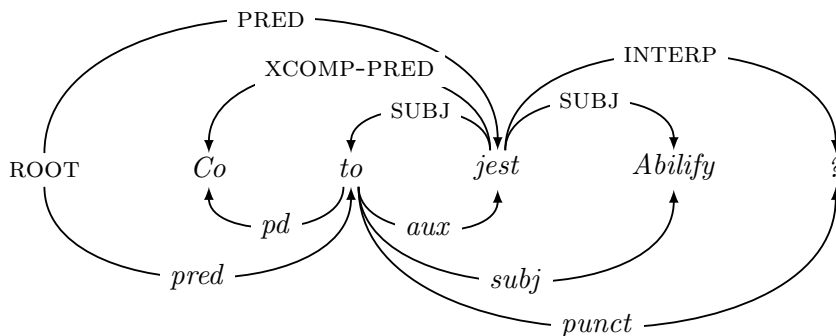 PRED
XCOMP-PRED
INTERP
SUBJ
SUBJ
ROOT Co to jest Abilify ?
pd aux
pred subj
punct